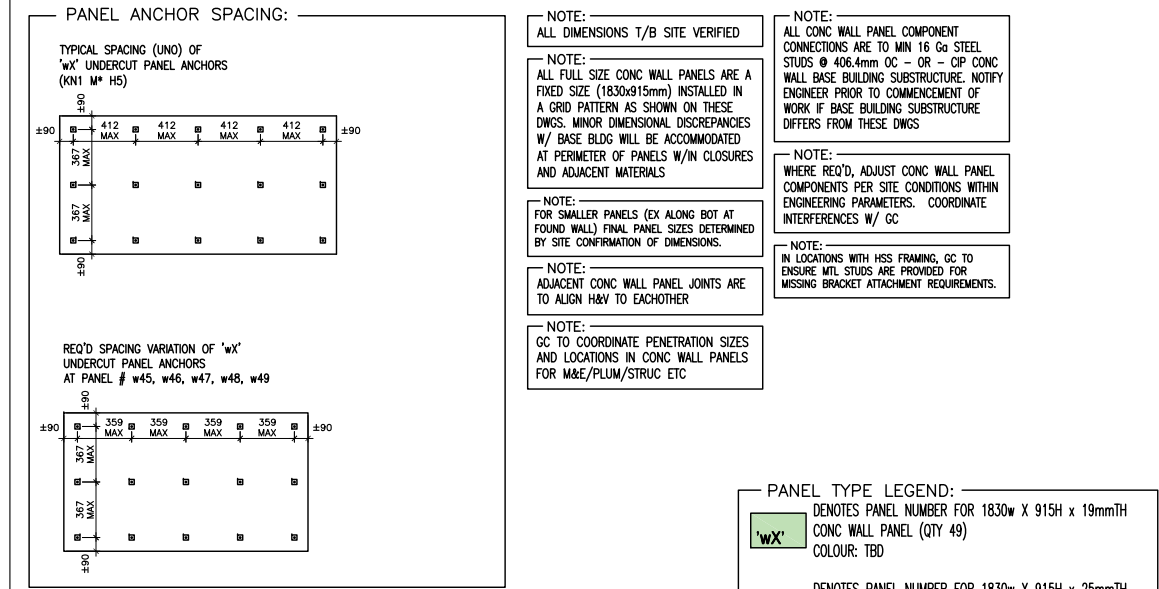 PANEL ANCHOR SPACING:
TYPICAL SPACING (UNO) OF
'wX' UNDERCUT PANEL ANCHORS
(KN1 M* H5)
±90
±90
412
MAX
412
MAX
412
MAX
412
MAX
±90
367
MAX
367
MAX
±90
REQ'D SPACING VARIATION OF 'wX'
UNDERCUT PANEL ANCHORS
AT PANEL # w45, w46, w47, w48, w49
±90
±90
359
MAX
359
MAX
359
MAX
359
MAX
±90
367
MAX
367
MAX
±90
NOTE:
ALL DIMENSIONS T/B SITE VERIFIED
NOTE:
ALL FULL SIZE CONC WALL PANELS ARE A
FIXED SIZE (1830x915mm) INSTALLED IN
A GRID PATTERN AS SHOWN ON THESE
DWGS. MINOR DIMENSIONAL DISCREPANCIES
W/ BASE BLDG WILL BE ACCOMMODATED
AT PERIMETER OF PANELS W/IN CLOSURES
AND ADJACENT MATERIALS
NOTE:
FOR SMALLER PANELS (EX ALONG BOT AT
FOUND WALL) FINAL PANEL SIZES DETERMINED
BY SITE CONFIRMATION OF DIMENSIONS.
NOTE:
ADJACENT CONC WALL PANEL JOINTS ARE
TO ALIGN H&V TO EACHOTHER
NOTE:
GC TO COORDINATE PENETRATION SIZES
AND LOCATIONS IN CONC WALL PANELS
FOR M&E/PLUM/STRUC ETC
NOTE:
ALL CONC WALL PANEL COMPONENT
CONNECTIONS ARE TO MIN 16 Ga STEEL
STUDS @ 406.4mm OC - OR - CIP CONC
WALL BASE BUILDING SUBSTRUCTURE. NOTIFY
ENGINEER PRIOR TO COMMENCEMENT OF
WORK IF BASE BUILDING SUBSTRUCTURE
DIFFERS FROM THESE DWGS
NOTE:
WHERE REQ'D, ADJUST CONC WALL PANEL
COMPONENTS PER SITE CONDITIONS WITHIN
ENGINEERING PARAMETERS. COORDINATE
INTERFERENCES W/ GC
NOTE:
IN LOCATIONS WITH HSS FRAMING, GC TO
ENSURE MTL STUDS ARE PROVIDED FOR
MISSING BRACKET ATTACHMENT REQUIREMENTS.
PANEL TYPE LEGEND:
'wX'
DENOTES PANEL NUMBER FOR 1830w X 915H x 19mmTH
CONC WALL PANEL (QTY 49)
COLOUR: TBD
DENOTES PANEL NUMBER FOR 1830w X 915H x 25mmTH